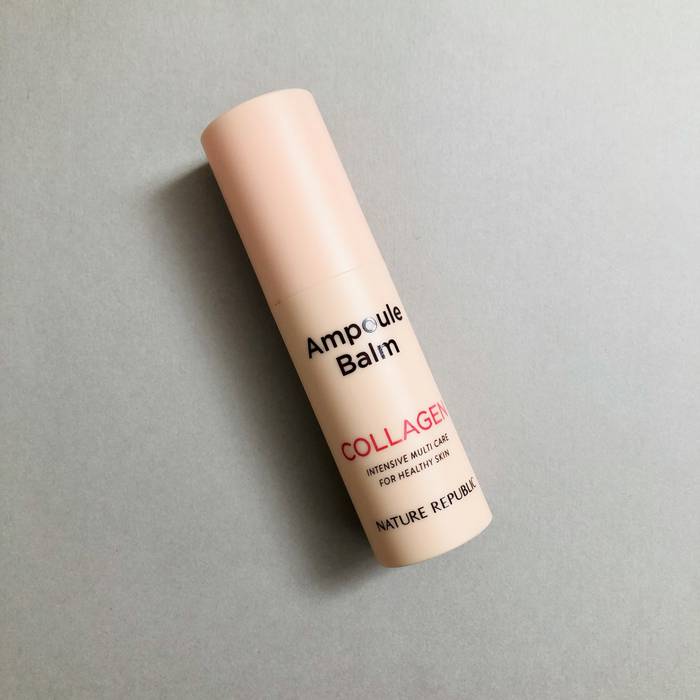 Ampoule
Balm
COLLAGEN
INTENSIVE MULTI CARE
FOR HEALTHY SKIN
NATURE REPUBLIC